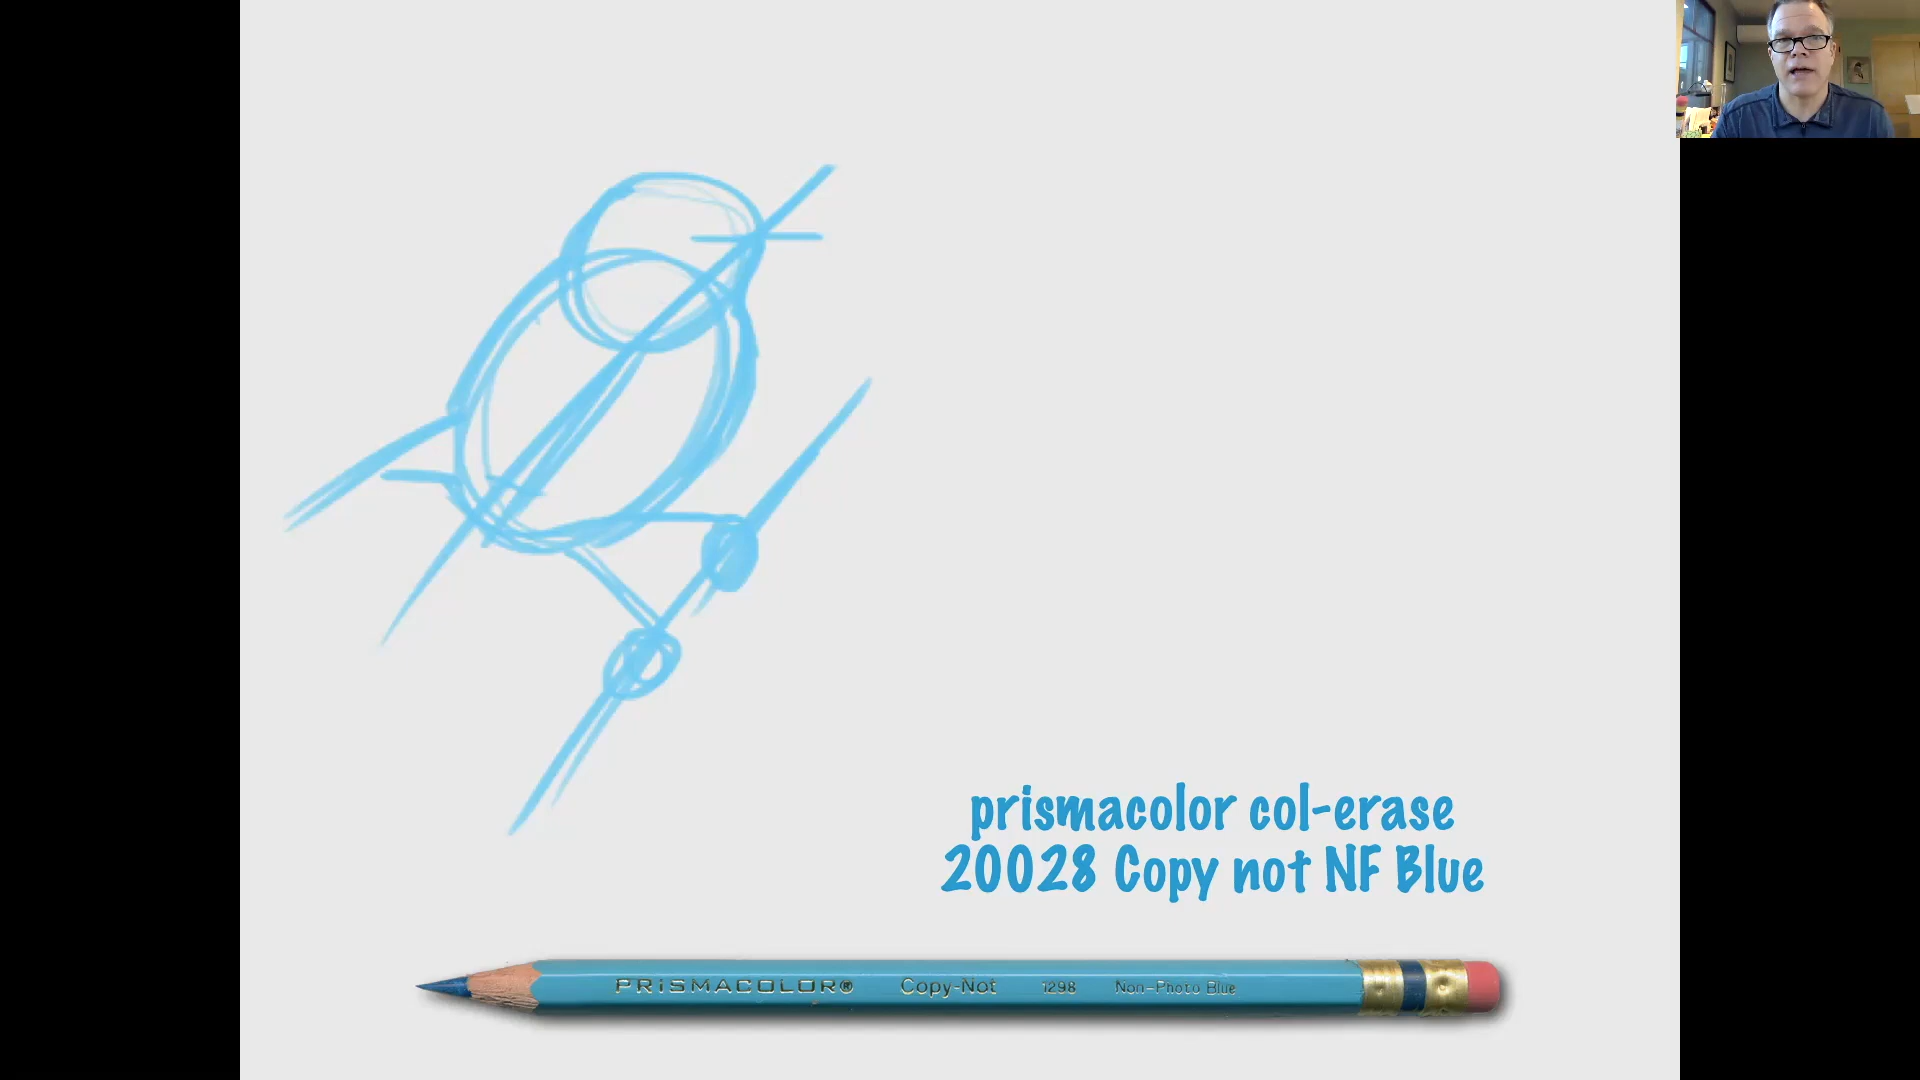 prismacolor col-erase
20028 Copy not NF Blue
PRISMACOLOR® Copy-Not 1298 Non-Photo Blue